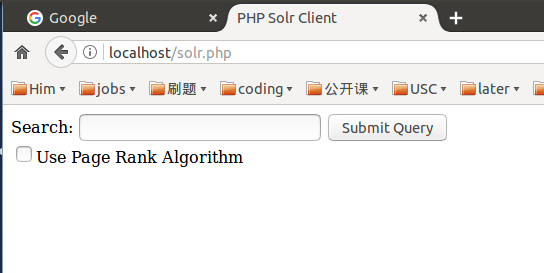 Google
PHP Solr Client
localhost/solr.php
Him jobs 刷题 coding 公开课 USC later
Search: Submit Query
Use Page Rank Algorithm